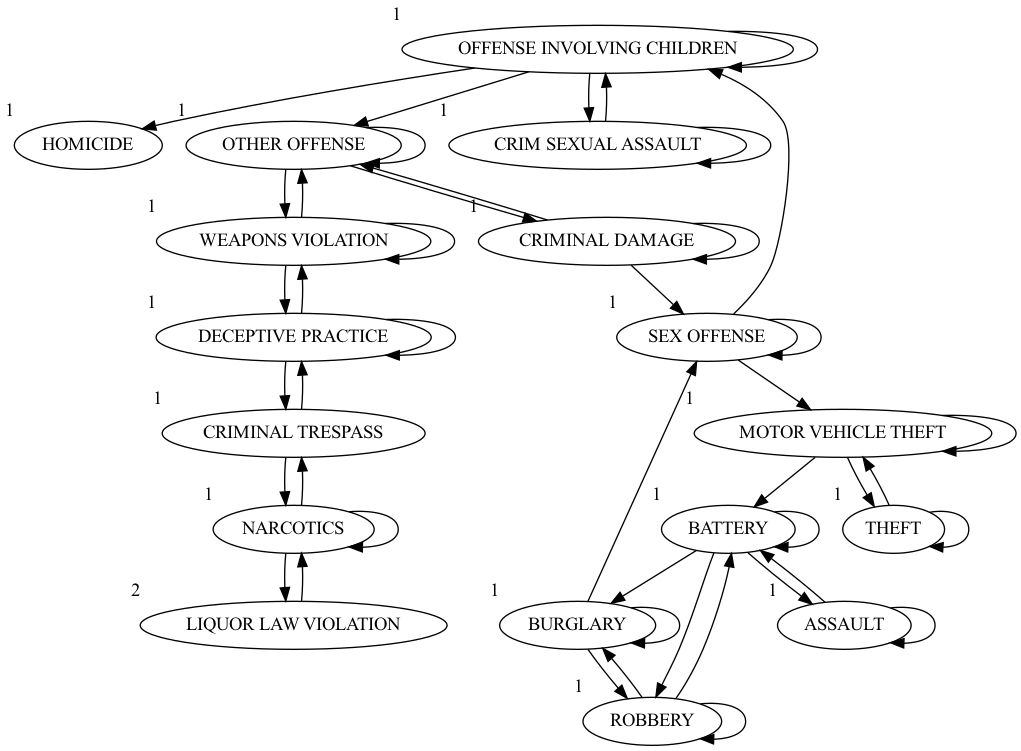 1
OFFENSE INVOLVING CHILDREN
1
HOMICIDE
1
OTHER OFFENSE
1
CRIM SEXUAL ASSAULT
1
WEAPONS VIOLATION
1
CRIMINAL DAMAGE
1
DECEPTIVE PRACTICE
1
SEX OFFENSE
1
CRIMINAL TRESPASS
1
MOTOR VEHICLE THEFT
1
NARCOTICS
1
BATTERY
1
THEFT
2
LIQUOR LAW VIOLATION
1
BURGLARY
1
ASSAULT
1
ROBBERY